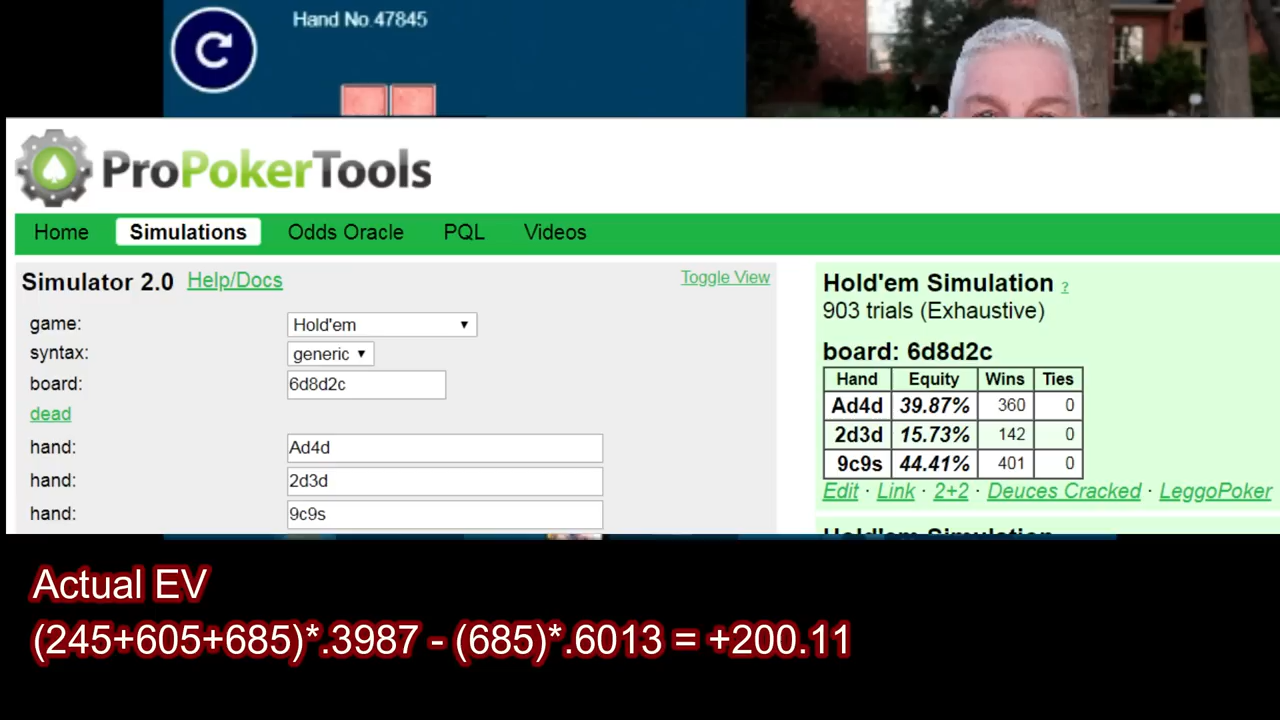 Hand No.47845
ProPokerTools
Home Simulations Odds Oracle PQL Videos
Simulator 2.0 Help/Docs Toggle View
game: Hold'em
syntax: generic
board: 6d8d2c
dead
hand: Ad4d
hand: 2d3d
hand: 9c9s
Hold'em Simulation ?
903 trials (Exhaustive)
board: 6d8d2c
Hand Equity Wins Ties
Ad4d 39.87% 360 0
2d3d 15.73% 142 0
9c9s 44.41% 401 0
Edit · Link · 2+2 · Deuces Cracked · LeggoPoker
Hold'em Simulation
Actual EV
(245+605+685)*.3987 - (685)*.6013 = +200.11